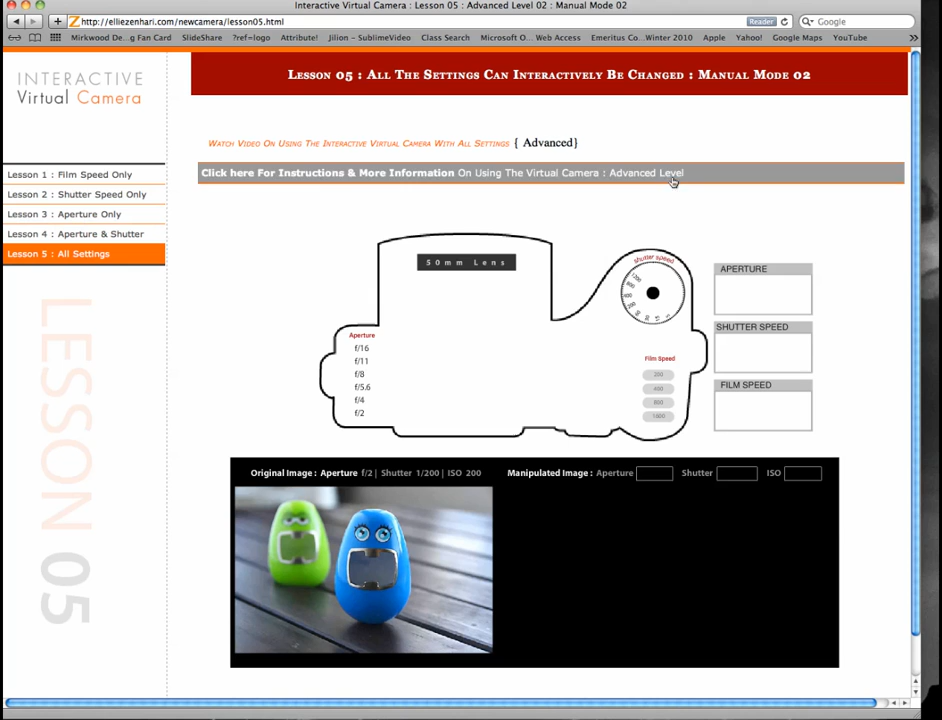 Interactive Virtual Camera : Lesson 05 : Advanced Level 02 : Manual Mode 02
http://elliezenhari.com/newcamera/lesson05.html
Reader
Google
Mirkwood De...g Fan Card SlideShare ?ref=logo Attribute! Jilion - SublimeVideo Class Search Microsoft O... Web Access Emeritus Co...Winter 2010 Apple Yahoo! Google Maps YouTube
INTERACTIVE
Virtual Camera
LESSON 05 : ALL THE SETTINGS CAN INTERACTIVELY BE CHANGED : MANUAL MODE 02
WATCH VIDEO ON USING THE INTERACTIVE VIRTUAL CAMERA WITH ALL SETTINGS { Advanced}
Click here For Instructions & More Information On Using The Virtual Camera : Advanced Level
Lesson 1 : Film Speed Only
Lesson 2 : Shutter Speed Only
Lesson 3 : Aperture Only
Lesson 4 : Aperture & Shutter
Lesson 5 : All Settings
LESSON 05
50mm Lens
shutter speed
1200
800
400
200
Aperture
f/16
f/11
f/8
f/5.6
f/4
f/2
Film Speed
200
400
800
1600
APERTURE
SHUTTER SPEED
FILM SPEED
Original Image : Aperture f/2 | Shutter 1/200 | ISO 200
Manipulated Image : Aperture Shutter ISO